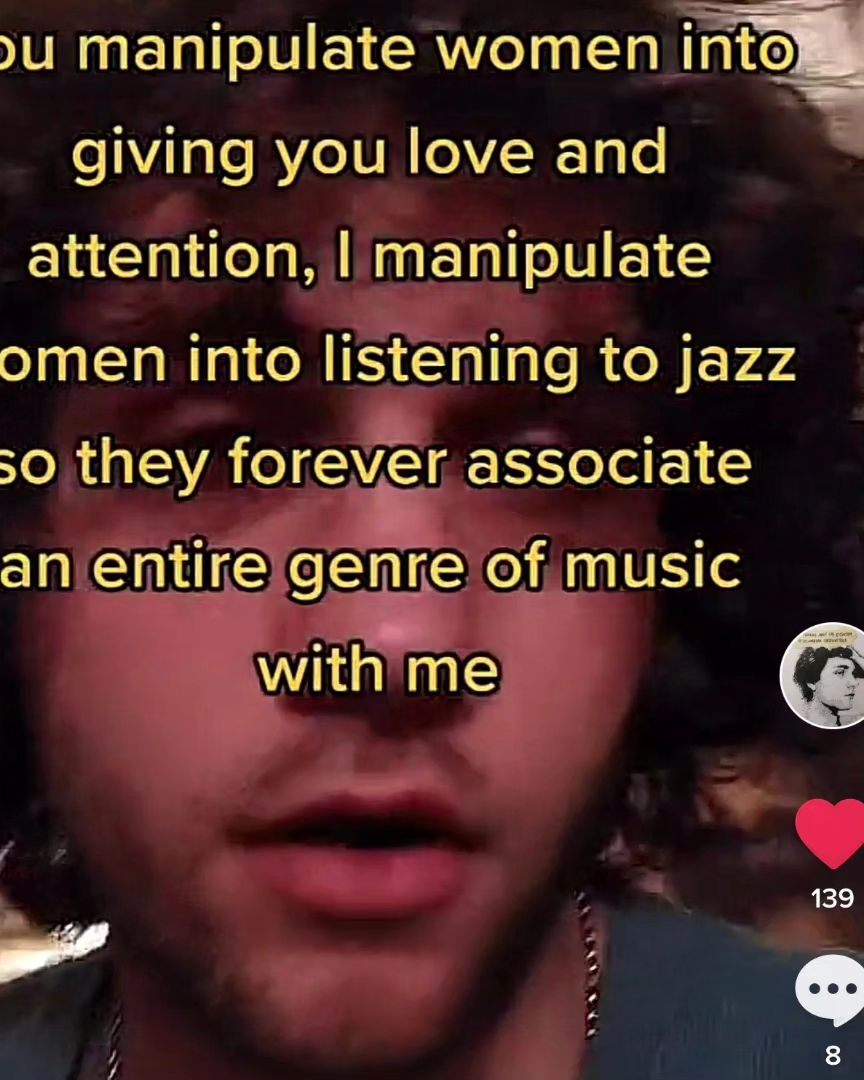 ou manipulate women into
giving you love and
attention, I manipulate
omen into listening to jazz
so they forever associate
an entire genre of music
with me
139
8